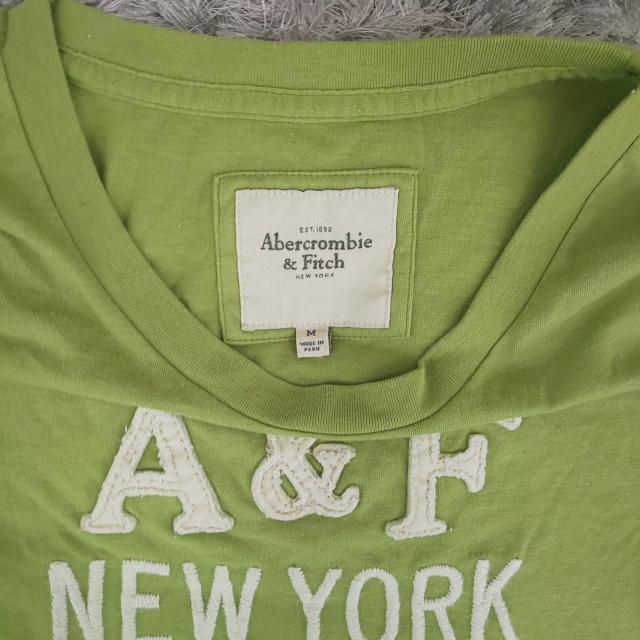 EST. 1892
Abercrombie
& Fitch
NEW YORK
M
MADE IN
PERU
A & F
NEW YORK